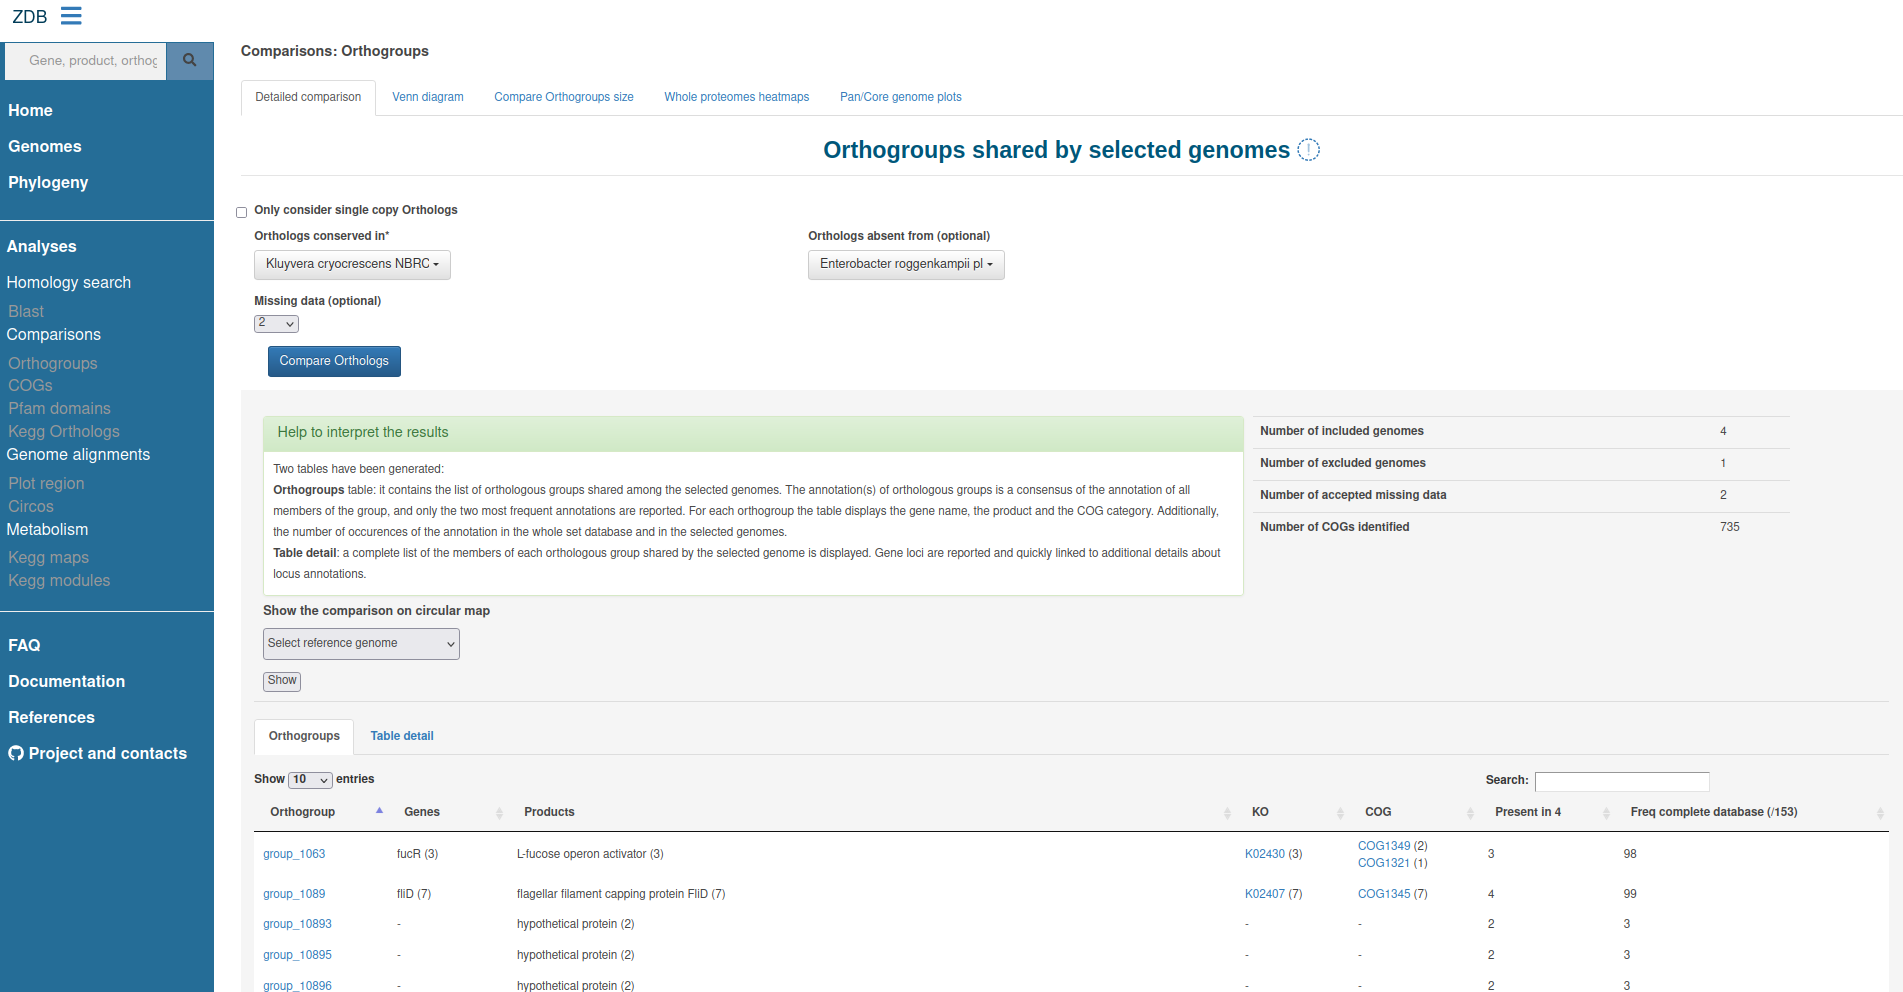 ZDB
Gene, product, orthog
Home
Genomes
Phylogeny
Analyses
Homology search
Blast
Comparisons
Orthogroups
COGs
Pfam domains
Kegg Orthologs
Genome alignments
Plot region
Circos
Metabolism
Kegg maps
Kegg modules
FAQ
Documentation
References
Project and contacts
Comparisons: Orthogroups
Detailed comparison Venn diagram Compare Orthogroups size Whole proteomes heatmaps Pan/Core genome plots
Orthogroups shared by selected genomes
Only consider single copy Orthologs
Orthologs conserved in* Orthologs absent from (optional)
Kluyvera cryocrescens NBRC Enterobacter roggenkampii pl
Missing data (optional)
2
Compare Orthologs
Help to interpret the results
Two tables have been generated:
Orthogroups table: it contains the list of orthologous groups shared among the selected genomes. The annotation(s) of orthologous groups is a consensus of the annotation of all
members of the group, and only the two most frequent annotations are reported. For each orthogroup the table displays the gene name, the product and the COG category. Additionally,
the number of occurences of the annotation in the whole set database and in the selected genomes.
Table detail: a complete list of the members of each orthologous group shared by the selected genome is displayed. Gene loci are reported and quickly linked to additional details about
locus annotations.
Number of included genomes 4
Number of excluded genomes 1
Number of accepted missing data 2
Number of COGs identified 735
Show the comparison on circular map
Select reference genome
Show
Orthogroups Table detail
Show 10 entries Search:
Orthogroup Genes Products KO COG Present in 4 Freq complete database (/153)
group_1063 fucR (3) L-fucose operon activator (3) K02430 (3) COG1349 (2) 3 98
COG1321 (1)
group_1089 fliD (7) flagellar filament capping protein FliD (7) K02407 (7) COG1345 (7) 4 99
group_10893 - hypothetical protein (2) - - 2 3
group_10895 - hypothetical protein (2) - - 2 3
group_10896 - hypothetical protein (2) - - 2 3